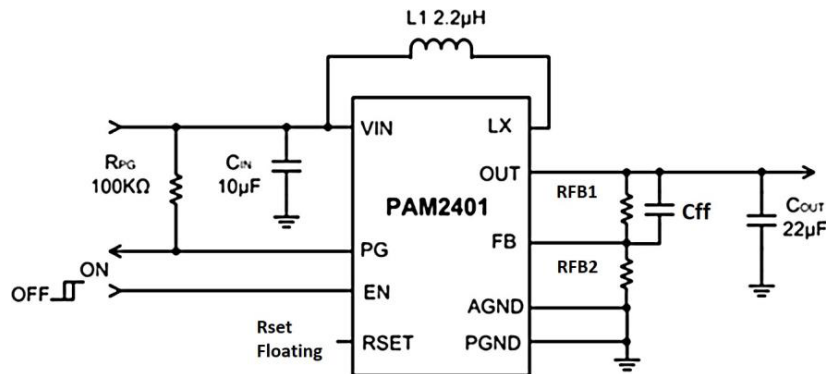 L1 2.2μH
VIN
LX
RPG
100KΩ
CIN
10μF
OUT
RFB1
Cff
COUT
22μF
PAM2401
PG
FB
RFB2
ON
OFF
EN
AGND
Rset
Floating
RSET
PGND